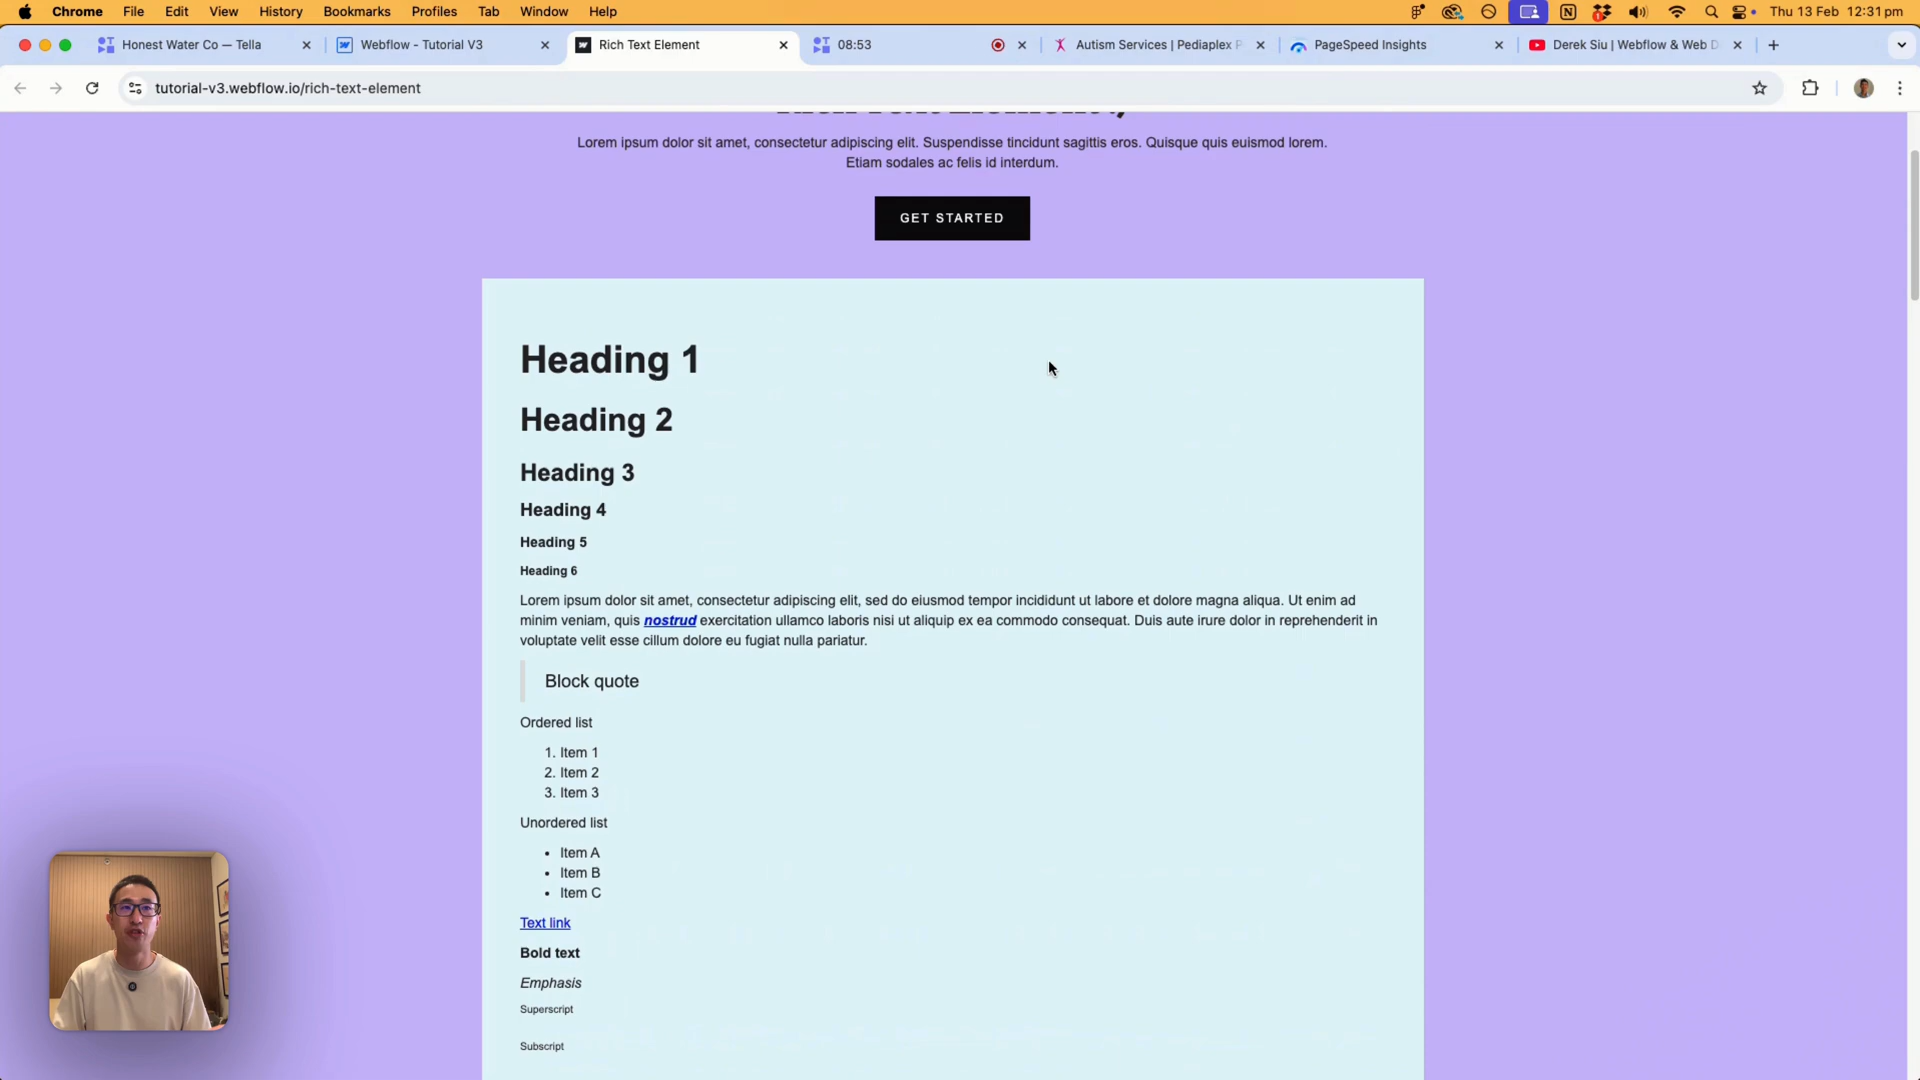 Chrome File Edit View History Bookmarks Profiles Tab Window Help Thu 13 Feb 12:31 pm
Honest Water Co — Tella Webflow - Tutorial V3 Rich Text Element 08:53 Autism Services | Pediaplex P PageSpeed Insights Derek Siu | Webflow & Web D
tutorial-v3.webflow.io/rich-text-element
Lorem ipsum dolor sit amet, consectetur adipiscing elit. Suspendisse tincidunt sagittis eros. Quisque quis euismod lorem.
Etiam sodales ac felis id interdum.
GET STARTED
Heading 1
Heading 2
Heading 3
Heading 4
Heading 5
Heading 6
Lorem ipsum dolor sit amet, consectetur adipiscing elit, sed do eiusmod tempor incididunt ut labore et dolore magna aliqua. Ut enim ad
minim veniam, quis nostrud exercitation ullamco laboris nisi ut aliquip ex ea commodo consequat. Duis aute irure dolor in reprehenderit in
voluptate velit esse cillum dolore eu fugiat nulla pariatur.
Block quote
Ordered list
1. Item 1
2. Item 2
3. Item 3
Unordered list
• Item A
• Item B
• Item C
Text link
Bold text
Emphasis
Superscript
Subscript